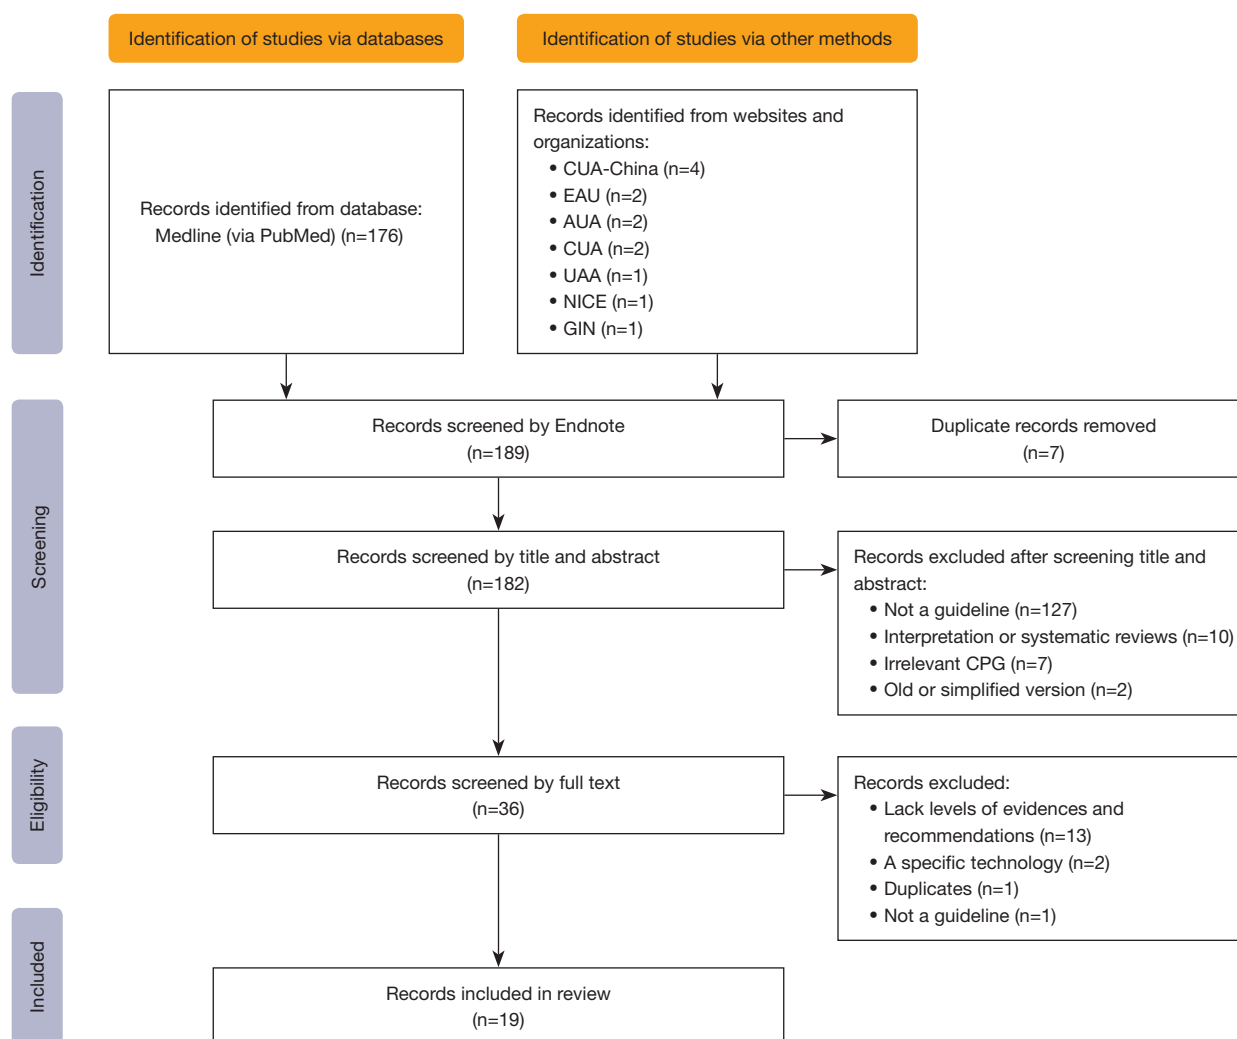 Identification of studies via databases
Identification of studies via other methods
Identification
Records identified from database:
Medline (via PubMed) (n=176)
Records identified from websites and
organizations:
• CUA-China (n=4)
• EAU (n=2)
• AUA (n=2)
• CUA (n=2)
• UAA (n=1)
• NICE (n=1)
• GIN (n=1)
Screening
Records screened by Endnote
(n=189)
Duplicate records removed
(n=7)
Records screened by title and abstract
(n=182)
Records excluded after screening title and
abstract:
• Not a guideline (n=127)
• Interpretation or systematic reviews (n=10)
• Irrelevant CPG (n=7)
• Old or simplified version (n=2)
Eligibility
Records screened by full text
(n=36)
Records excluded:
• Lack levels of evidences and
recommendations (n=13)
• A specific technology (n=2)
• Duplicates (n=1)
• Not a guideline (n=1)
Included
Records included in review
(n=19)